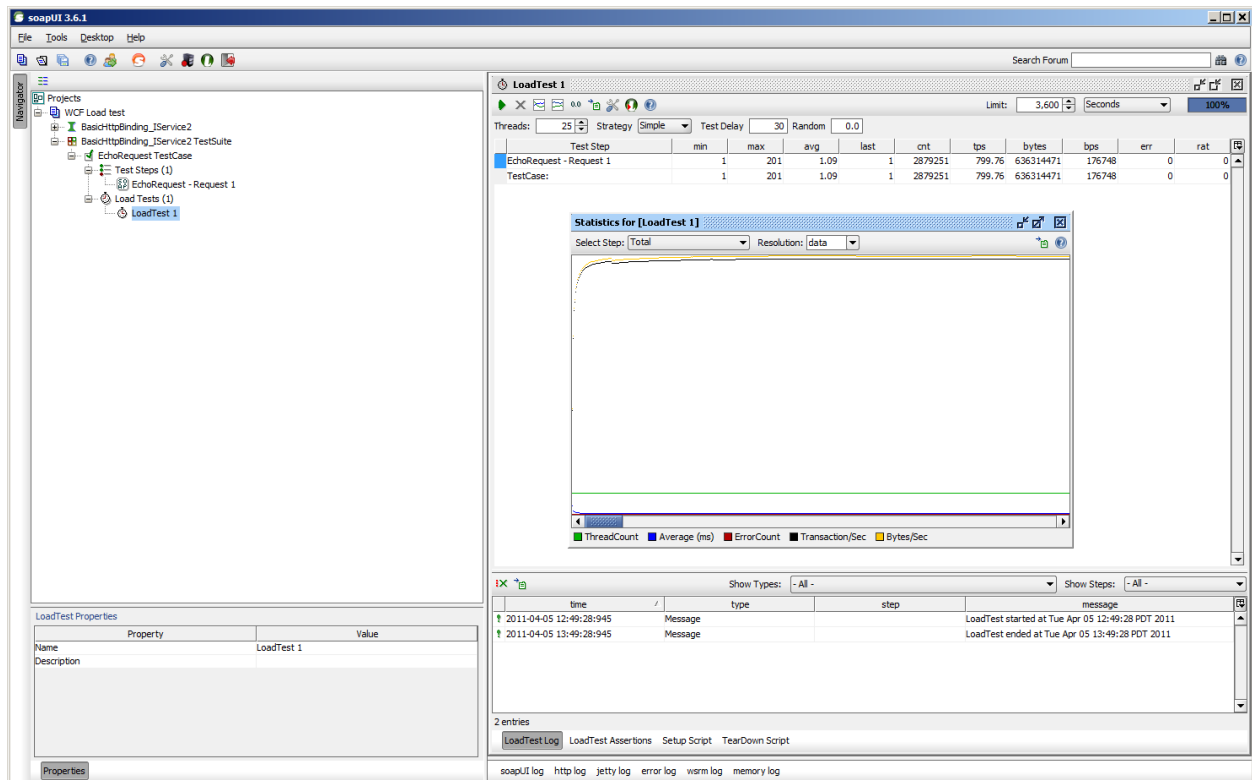 soapUI 3.6.1
File Tools Desktop Help
Search Forum
Navigator
Projects
WCF Load test
BasicHttpBinding_IService2
BasicHttpBinding_IService2 TestSuite
EchoRequest TestCase
Test Steps (1)
EchoRequest - Request 1
Load Tests (1)
LoadTest 1
LoadTest Properties
Property Value
Name LoadTest 1
Description
Properties
LoadTest 1
0.0 Limit: 3,600 Seconds 100%
Threads: 25 Strategy Simple Test Delay 30 Random 0.0
Test Step min max avg last cnt tps bytes bps err rat
EchoRequest - Request 1 1 201 1.09 1 2879251 799.76 636314471 176748 0 0
TestCase: 1 201 1.09 1 2879251 799.76 636314471 176748 0 0
Statistics for [LoadTest 1]
Select Step: Total Resolution: data
ThreadCount Average (ms) ErrorCount Transaction/Sec Bytes/Sec
Show Types: - All - Show Steps: - All -
time / type step message
2011-04-05 12:49:28:945 Message LoadTest started at Tue Apr 05 12:49:28 PDT 2011
2011-04-05 13:49:28:945 Message LoadTest ended at Tue Apr 05 13:49:28 PDT 2011
2 entries
LoadTest Log LoadTest Assertions Setup Script TearDown Script
soapUI log http log jetty log error log wsrm log memory log